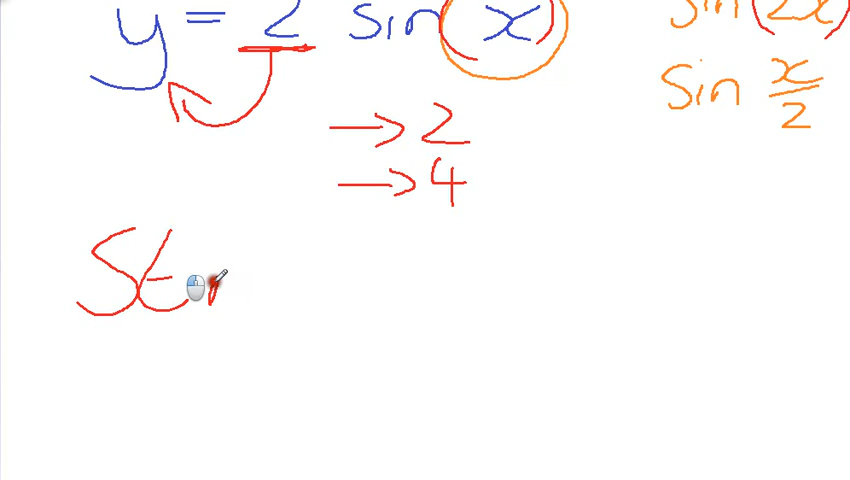 y = 2 sin(x)
sin(2x)
sin x/2
→ 2
→ 4
St